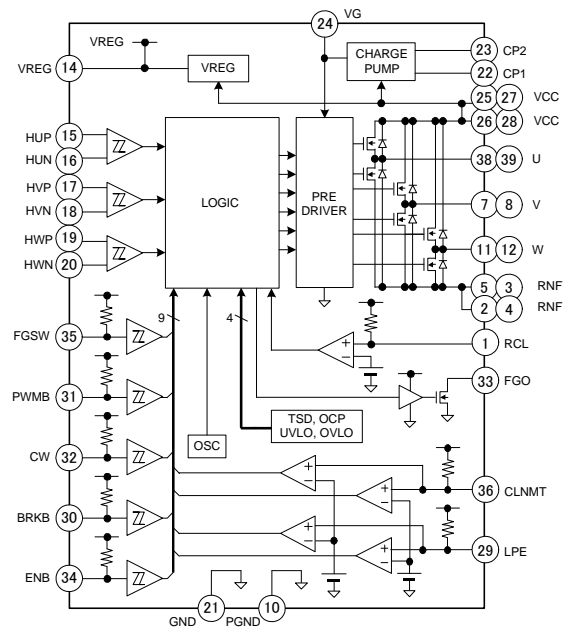 24 VG
VREG
VREG 14
VREG
CHARGE
PUMP
23 CP2
22 CP1
25 27 VCC
26 28 VCC
HUP 15
HUN 16
HVP 17
HVN 18
HWP 19
HWN 20
LOGIC
PRE
DRIVER
38 39 U
7 8 V
11 12 W
5 3 RNF
2 4 RNF
9
4
+
−
1 RCL
FGSW 35
33 FGO
PWMB 31
TSD, OCP
UVLO, OVLO
OSC
CW 32
+
−
+
−
36 CLNMT
BRKB 30
+
−
+
−
29 LPE
ENB 34
GND 21
PGND 10